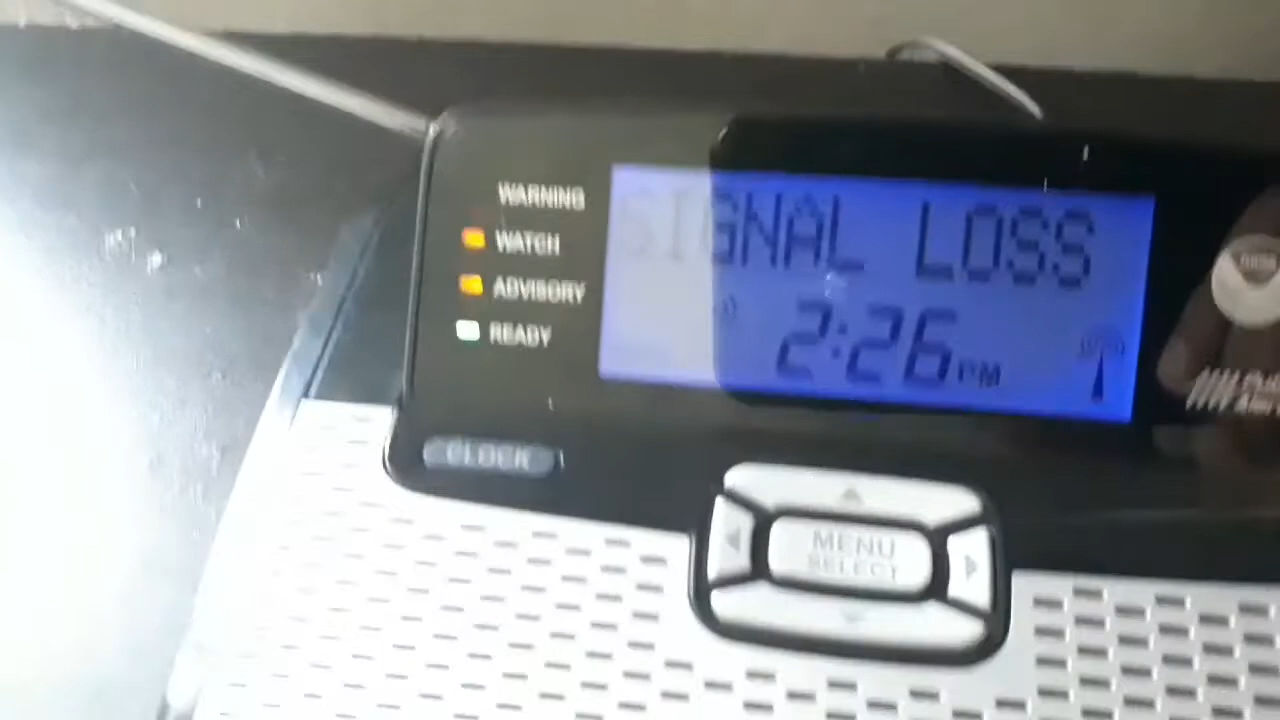 WARNING
WATCH
ADVISORY
READY
SIGNAL LOSS
2:26 PM
CLOCK
MENU
SELECT